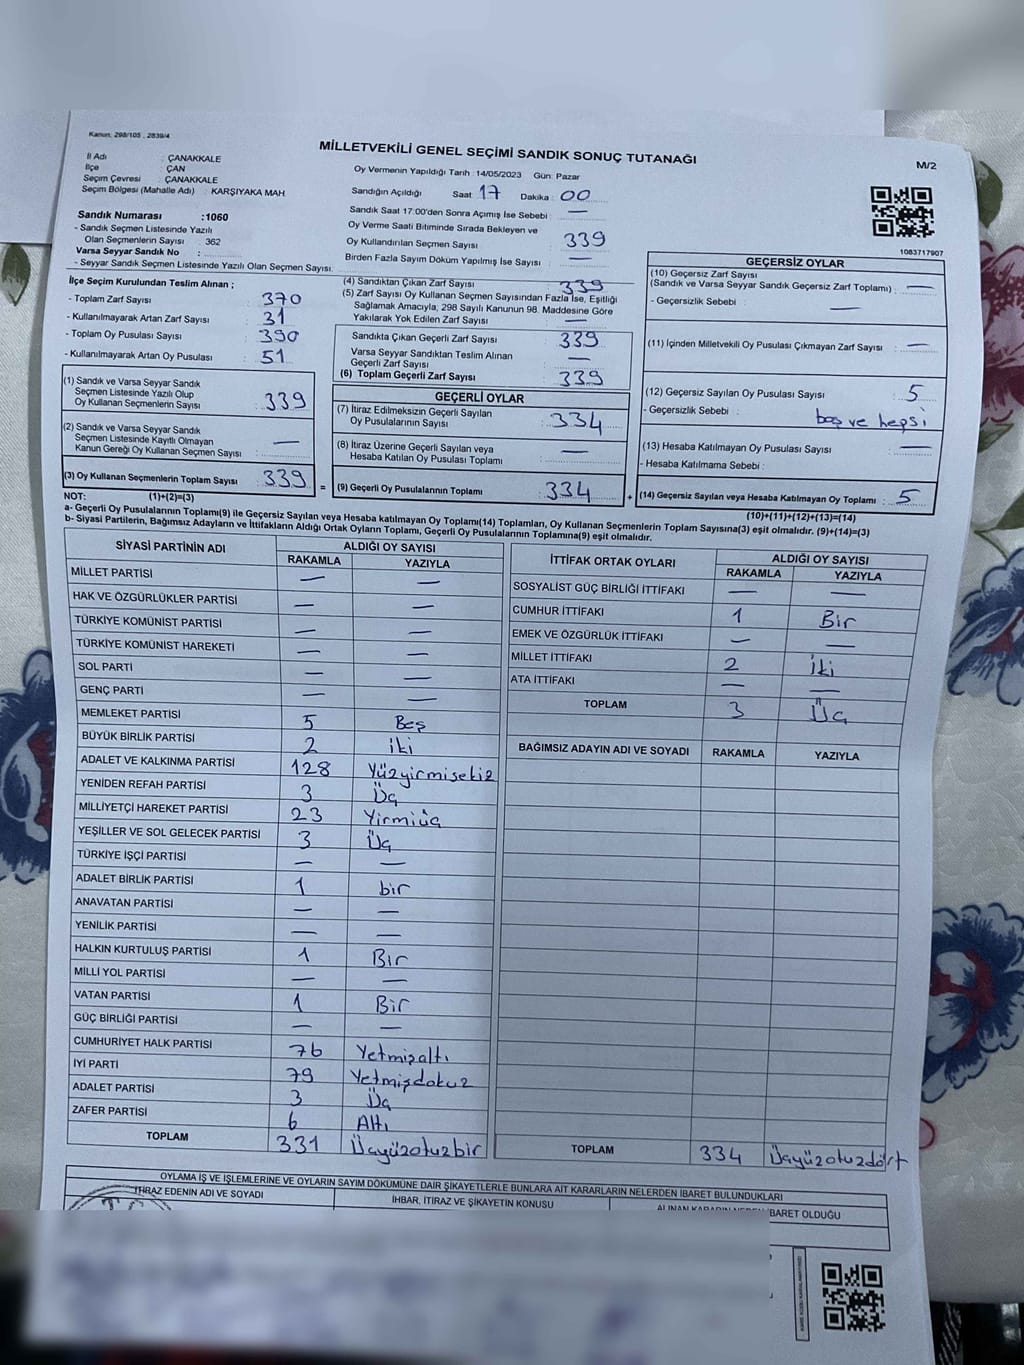 Kanun: 298/105 , 2839/4
MİLLETVEKİLİ GENEL SEÇİMİ SANDIK SONUÇ TUTANAĞI
M/2
İl Adı : ÇANAKKALE
İlçe : ÇAN
Seçim Çevresi : ÇANAKKALE
Seçim Bölgesi (Mahalle Adı) : KARŞIYAKA MAH
Oy Vermenin Yapıldığı Tarih : 14/05/2023 Gün: Pazar
Sandığın Açıldığı Saat: 17 Dakika: 00
Sandık Saat 17:00'den Sonra Açımış İse Sebebi : —
Oy Verme Saati Bitiminde Sırada Bekleyen ve
Oy Kullandırılan Seçmen Sayısı : 339
Birden Fazla Sayım Döküm Yapılmış İse Sayısı : —
1083717907
Sandık Numarası :1060
- Sandık Seçmen Listesinde Yazılı
Olan Seçmenlerin Sayısı : 362
Varsa Seyyar Sandık No :
- Seyyar Sandık Seçmen Listesinde Yazılı Olan Seçmen Sayısı:
İlçe Seçim Kurulundan Teslim Alınan ;
- Toplam Zarf Sayısı : 370
- Kullanılmayarak Artan Zarf Sayısı : 31
- Toplam Oy Pusulası Sayısı : 390
- Kullanılmayarak Artan Oy Pusulası : 51
(1) Sandık ve Varsa Seyyar Sandık
Seçmen Listesinde Yazılı Olup
Oy Kullanan Seçmenlerin Sayısı : 339
(2) Sandık ve Varsa Seyyar Sandık
Seçmen Listesinde Kayıtlı Olmayan
Kanun Gereği Oy Kullanan Seçmen Sayısı : —
(3) Oy Kullanan Seçmenlerin Toplam Sayısı : 339
(4) Sandıktan Çıkan Zarf Sayısı : 339
(5) Zarf Sayısı Oy Kullanan Seçmen Sayısından Fazla İse, Eşitliği
Sağlamak Amacıyla, 298 Sayılı Kanunun 98. Maddesine Göre
Yakılarak Yok Edilen Zarf Sayısı : —
Sandıkta Çıkan Geçerli Zarf Sayısı : 339
Varsa Seyyar Sandıktan Teslim Alınan
Geçerli Zarf Sayısı : —
(6) Toplam Geçerli Zarf Sayısı : 339
GEÇERLİ OYLAR
(7) İtiraz Edilmeksizin Geçerli Sayılan
Oy Pusulalarının Sayısı : 334
(8) İtiraz Üzerine Geçerli Sayılan veya
Hesaba Katılan Oy Pusulası Toplamı : —
= (9) Geçerli Oy Pusulalarının Toplamı : 334
GEÇERSİZ OYLAR
(10) Geçersiz Zarf Sayısı
(Sandık ve Varsa Seyyar Sandık Geçersiz Zarf Toplamı) : —
- Geçersizlik Sebebi : —
(11) İçinden Milletvekili Oy Pusulası Çıkmayan Zarf Sayısı : —
(12) Geçersiz Sayılan Oy Pusulası Sayısı : 5
- Geçersizlik Sebebi : boş ve hepsi
(13) Hesaba Katılmayan Oy Pusulası Sayısı : —
- Hesaba Katılmama Sebebi :
+ (14) Geçersiz Sayılan veya Hesaba Katılmayan Oy Toplamı : 5
NOT: (1)+(2)=(3)
(10)+(11)+(12)+(13)=(14)
a- Geçerli Oy Pusulalarının Toplamı(9) ile Geçersiz Sayılan veya Hesaba katılmayan Oy Toplamı(14) Toplamları, Oy Kullanan Seçmenlerin Toplam Sayısına(3) eşit olmalıdır. (9)+(14)=(3)
b- Siyasi Partilerin, Bağımsız Adayların ve İttifakların Aldığı Ortak Oyların Toplamı, Geçerli Oy Pusulalarının Toplamına(9) eşit olmalıdır.
SİYASİ PARTİNİN ADI ALDIĞI OY SAYISI
RAKAMLA YAZIYLA
MİLLET PARTİSİ — —
HAK VE ÖZGÜRLÜKLER PARTİSİ — —
TÜRKİYE KOMÜNİST PARTİSİ — —
TÜRKİYE KOMÜNİST HAREKETİ — —
SOL PARTİ — —
GENÇ PARTİ — —
MEMLEKET PARTİSİ 5 Beş
BÜYÜK BİRLİK PARTİSİ 2 iki
ADALET VE KALKINMA PARTİSİ 128 Yüzyirmisekiz
YENİDEN REFAH PARTİSİ 3 Üç
MİLLİYETÇİ HAREKET PARTİSİ 23 Yirmiüç
YEŞİLLER VE SOL GELECEK PARTİSİ 3 Üç
TÜRKİYE İŞÇİ PARTİSİ — —
ADALET BİRLİK PARTİSİ 1 bir
ANAVATAN PARTİSİ — —
YENİLİK PARTİSİ — —
HALKIN KURTULUŞ PARTİSİ 1 Bir
MİLLİ YOL PARTİSİ — —
VATAN PARTİSİ 1 Bir
GÜÇ BİRLİĞİ PARTİSİ — —
CUMHURİYET HALK PARTİSİ 76 Yetmişaltı
İYİ PARTİ 79 Yetmişdokuz
ADALET PARTİSİ 3 Üç
ZAFER PARTİSİ 6 Altı
TOPLAM 331 Üçyüzotuzbir
İTTİFAK ORTAK OYLARI ALDIĞI OY SAYISI
RAKAMLA YAZIYLA
SOSYALİST GÜÇ BİRLİĞİ İTTİFAKI — —
CUMHUR İTTİFAKI 1 Bir
EMEK VE ÖZGÜRLÜK İTTİFAKI — —
MİLLET İTTİFAKI 2 İki
ATA İTTİFAKI — —
TOPLAM 3 Üç
BAĞIMSIZ ADAYIN ADI VE SOYADI RAKAMLA YAZIYLA
TOPLAM 334 Üçyüzotuzdört
OYLAMA İŞ VE İŞLEMLERİNE VE OYLARIN SAYIM DÖKÜMÜNE DAİR ŞİKAYETLERLE BUNLARA AİT KARARLARIN NELERDEN İBARET BULUNDUKLARI
İTİRAZ EDENİN ADI VE SOYADI İHBAR, İTİRAZ VE ŞİKAYETİN KONUSU ALINAN KARARIN NEDEN İBARET OLDUĞU